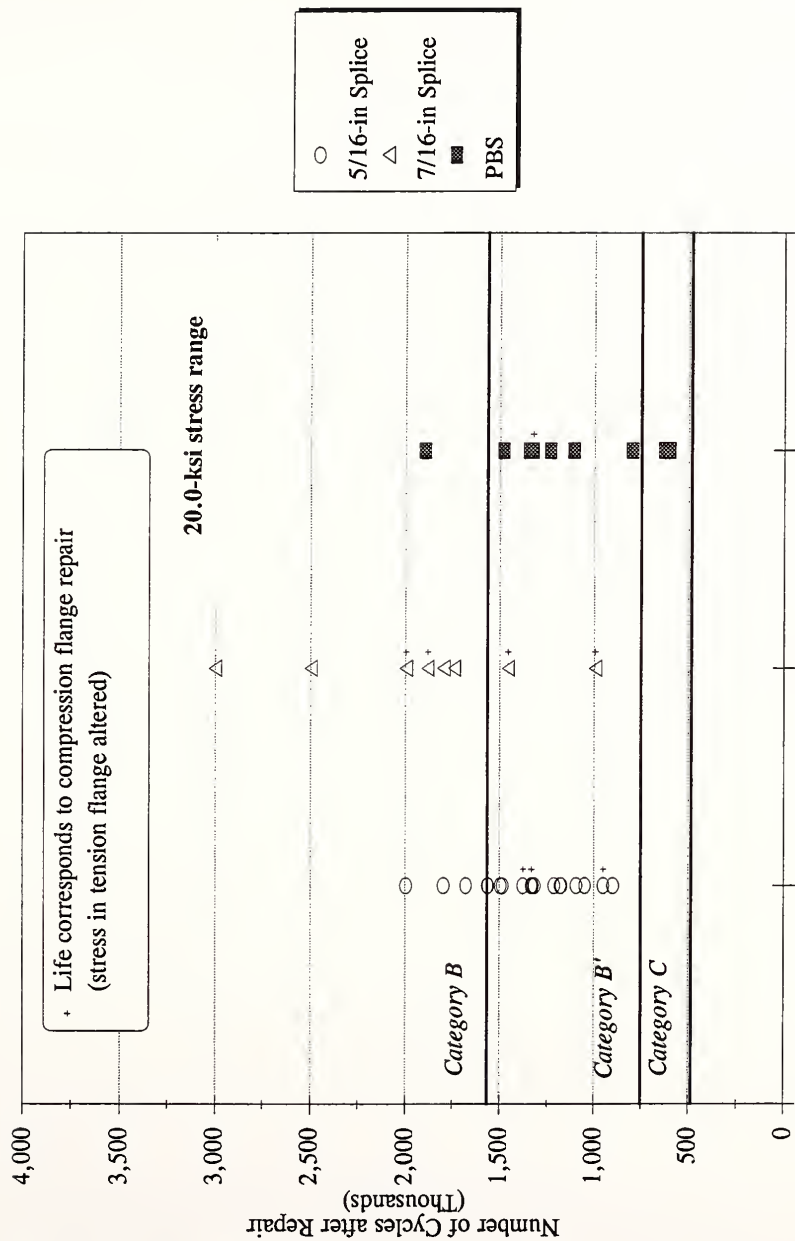 + Life corresponds to compression flange repair
(stress in tension flange altered)
20.0-ksi stress range
Number of Cycles after Repair
(Thousands)
4,000
3,500
3,000
2,500
2,000
1,500
1,000
500
0
Category B
Category B'
Category C
5/16-in Splice
7/16-in Splice
PBS